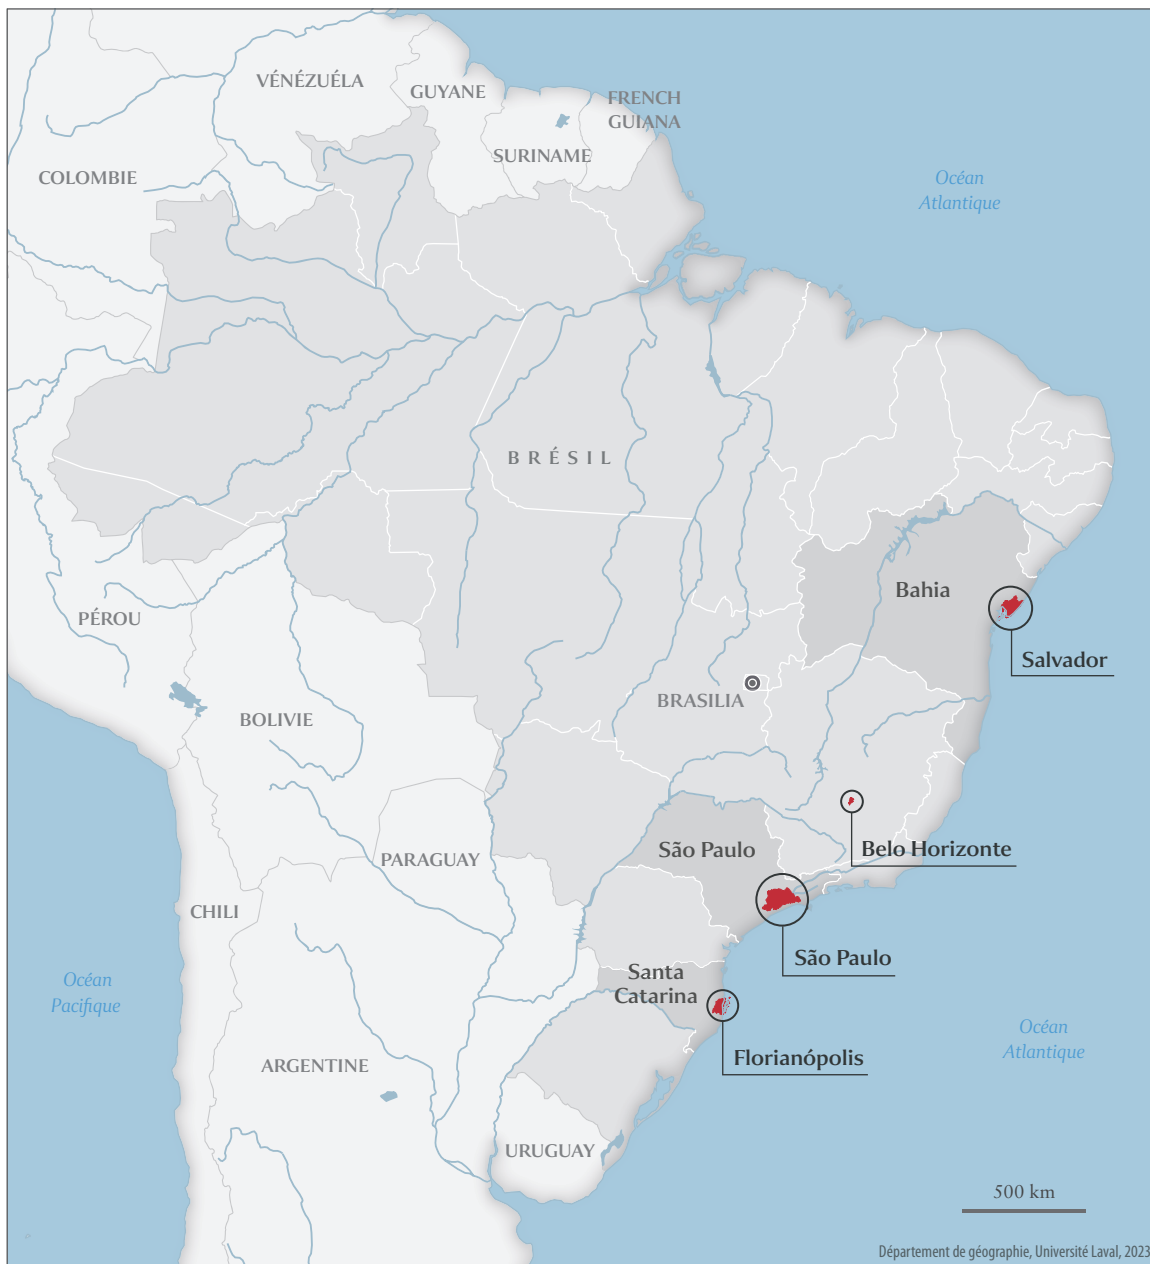 VÉNÉZUÉLA
GUYANE
FRENCH
GUIANA
SURINAME
COLOMBIE
Océan
Atlantique
BRÉSIL
Bahia
PÉROU
Salvador
BRASILIA
BOLIVIE
Belo Horizonte
São Paulo
PARAGUAY
CHILI
São Paulo
Santa
Catarina
Océan
Pacifique
Florianópolis
Océan
Atlantique
ARGENTINE
URUGUAY
500 km
Département de géographie, Université Laval, 2023